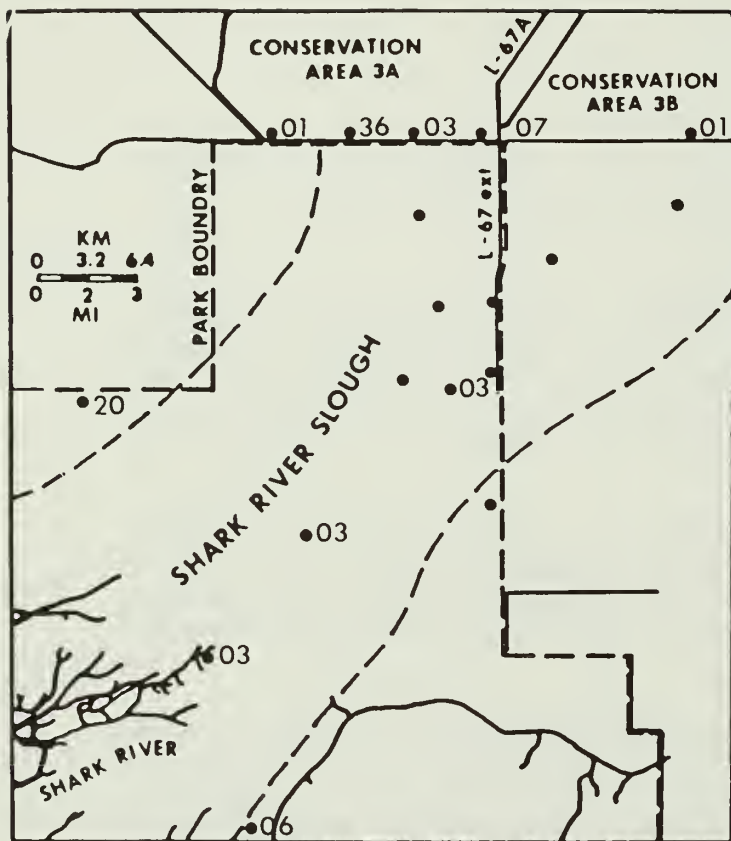 CONSERVATION
AREA 3A
L-67A
CONSERVATION
AREA 3B
01
36
03
07
01
L-67 ext
PARK BOUNDRY
KM
0 3.2 6.4
0 2 3
MI
20
03
SHARK RIVER SLOUGH
03
03
SHARK RIVER
06